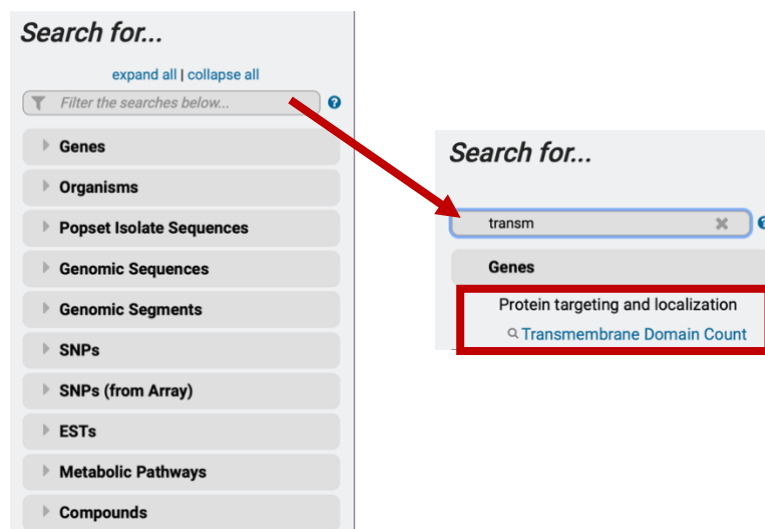 Search for...
expand all | collapse all
Filter the searches below...
Genes
Organisms
Popset Isolate Sequences
Genomic Sequences
Genomic Segments
SNPs
SNPs (from Array)
ESTs
Metabolic Pathways
Compounds
Search for...
transm
Genes
Protein targeting and localization
Transmembrane Domain Count